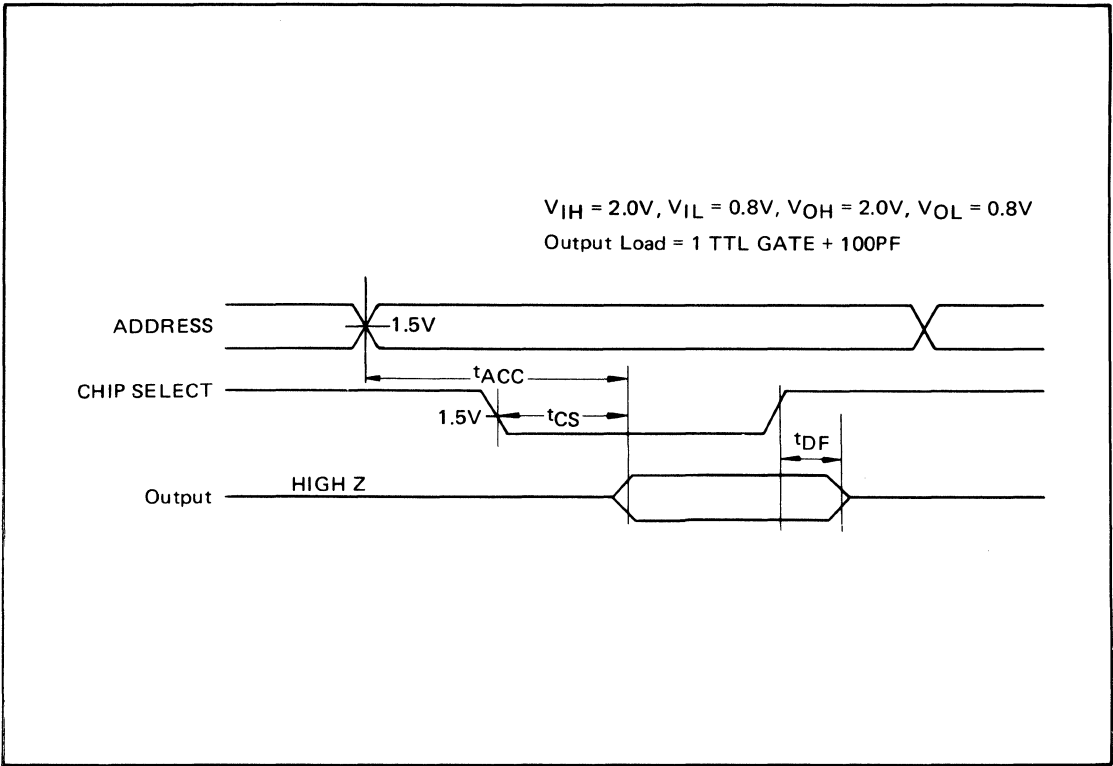 VIH = 2.0V, VIL = 0.8V, VOH = 2.0V, VOL = 0.8V
Output Load = 1 TTL GATE + 100PF
ADDRESS
1.5V
tACC
CHIP SELECT
1.5V
tCS
tDF
Output
HIGH Z